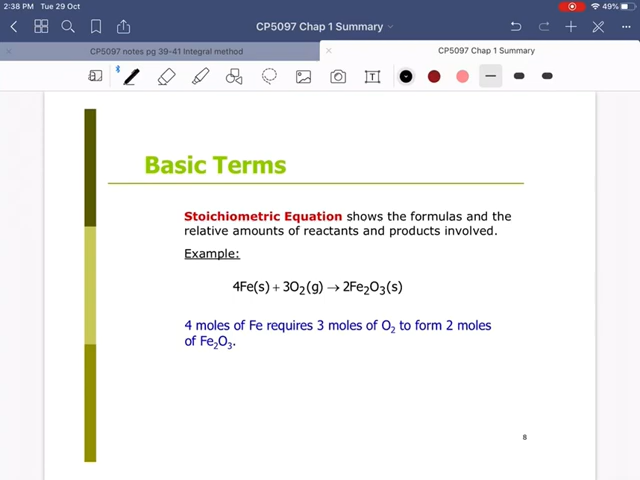 2:38 PM Tue 29 Oct
CP5097 Chap 1 Summary
49%
CP5097 notes pg 39-41 Integral method
CP5097 Chap 1 Summary
T
Basic Terms
Stoichiometric Equation shows the formulas and the
relative amounts of reactants and products involved.
Example:
4Fe(s) + 3O₂(g) → 2Fe₂O₃(s)
4 moles of Fe requires 3 moles of O₂ to form 2 moles
of Fe₂O₃.
8